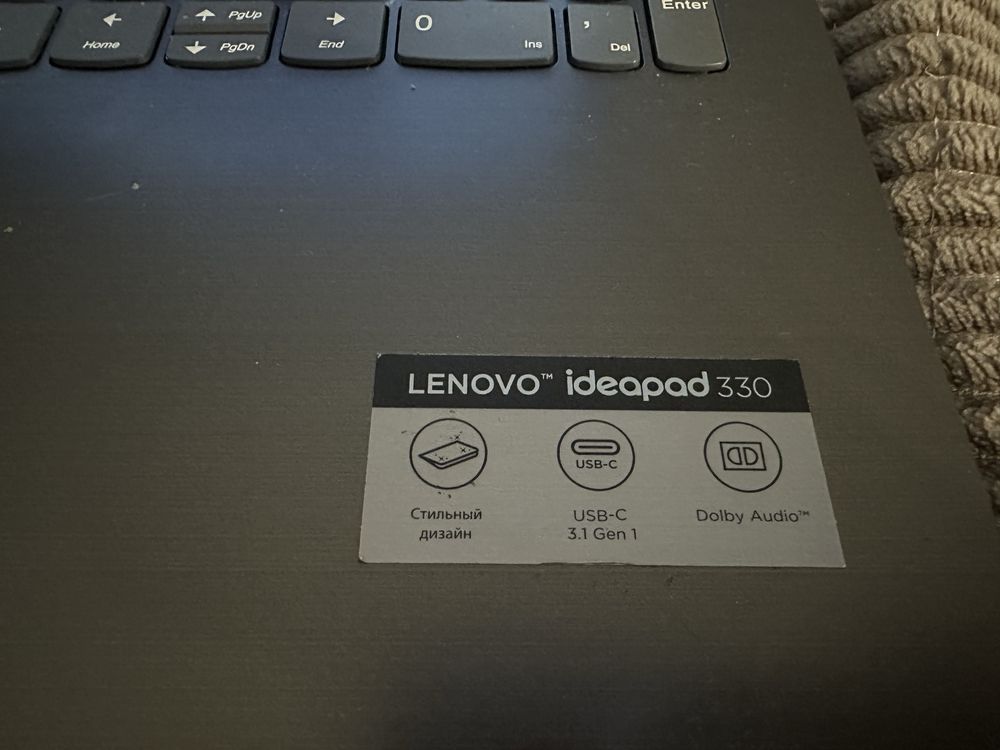 Home
PgUp
PgDn
End
0
Ins
,
Del
Enter
LENOVO™ ideapad 330
USB-C
Стильный
дизайн
USB-C
3.1 Gen 1
Dolby Audio™